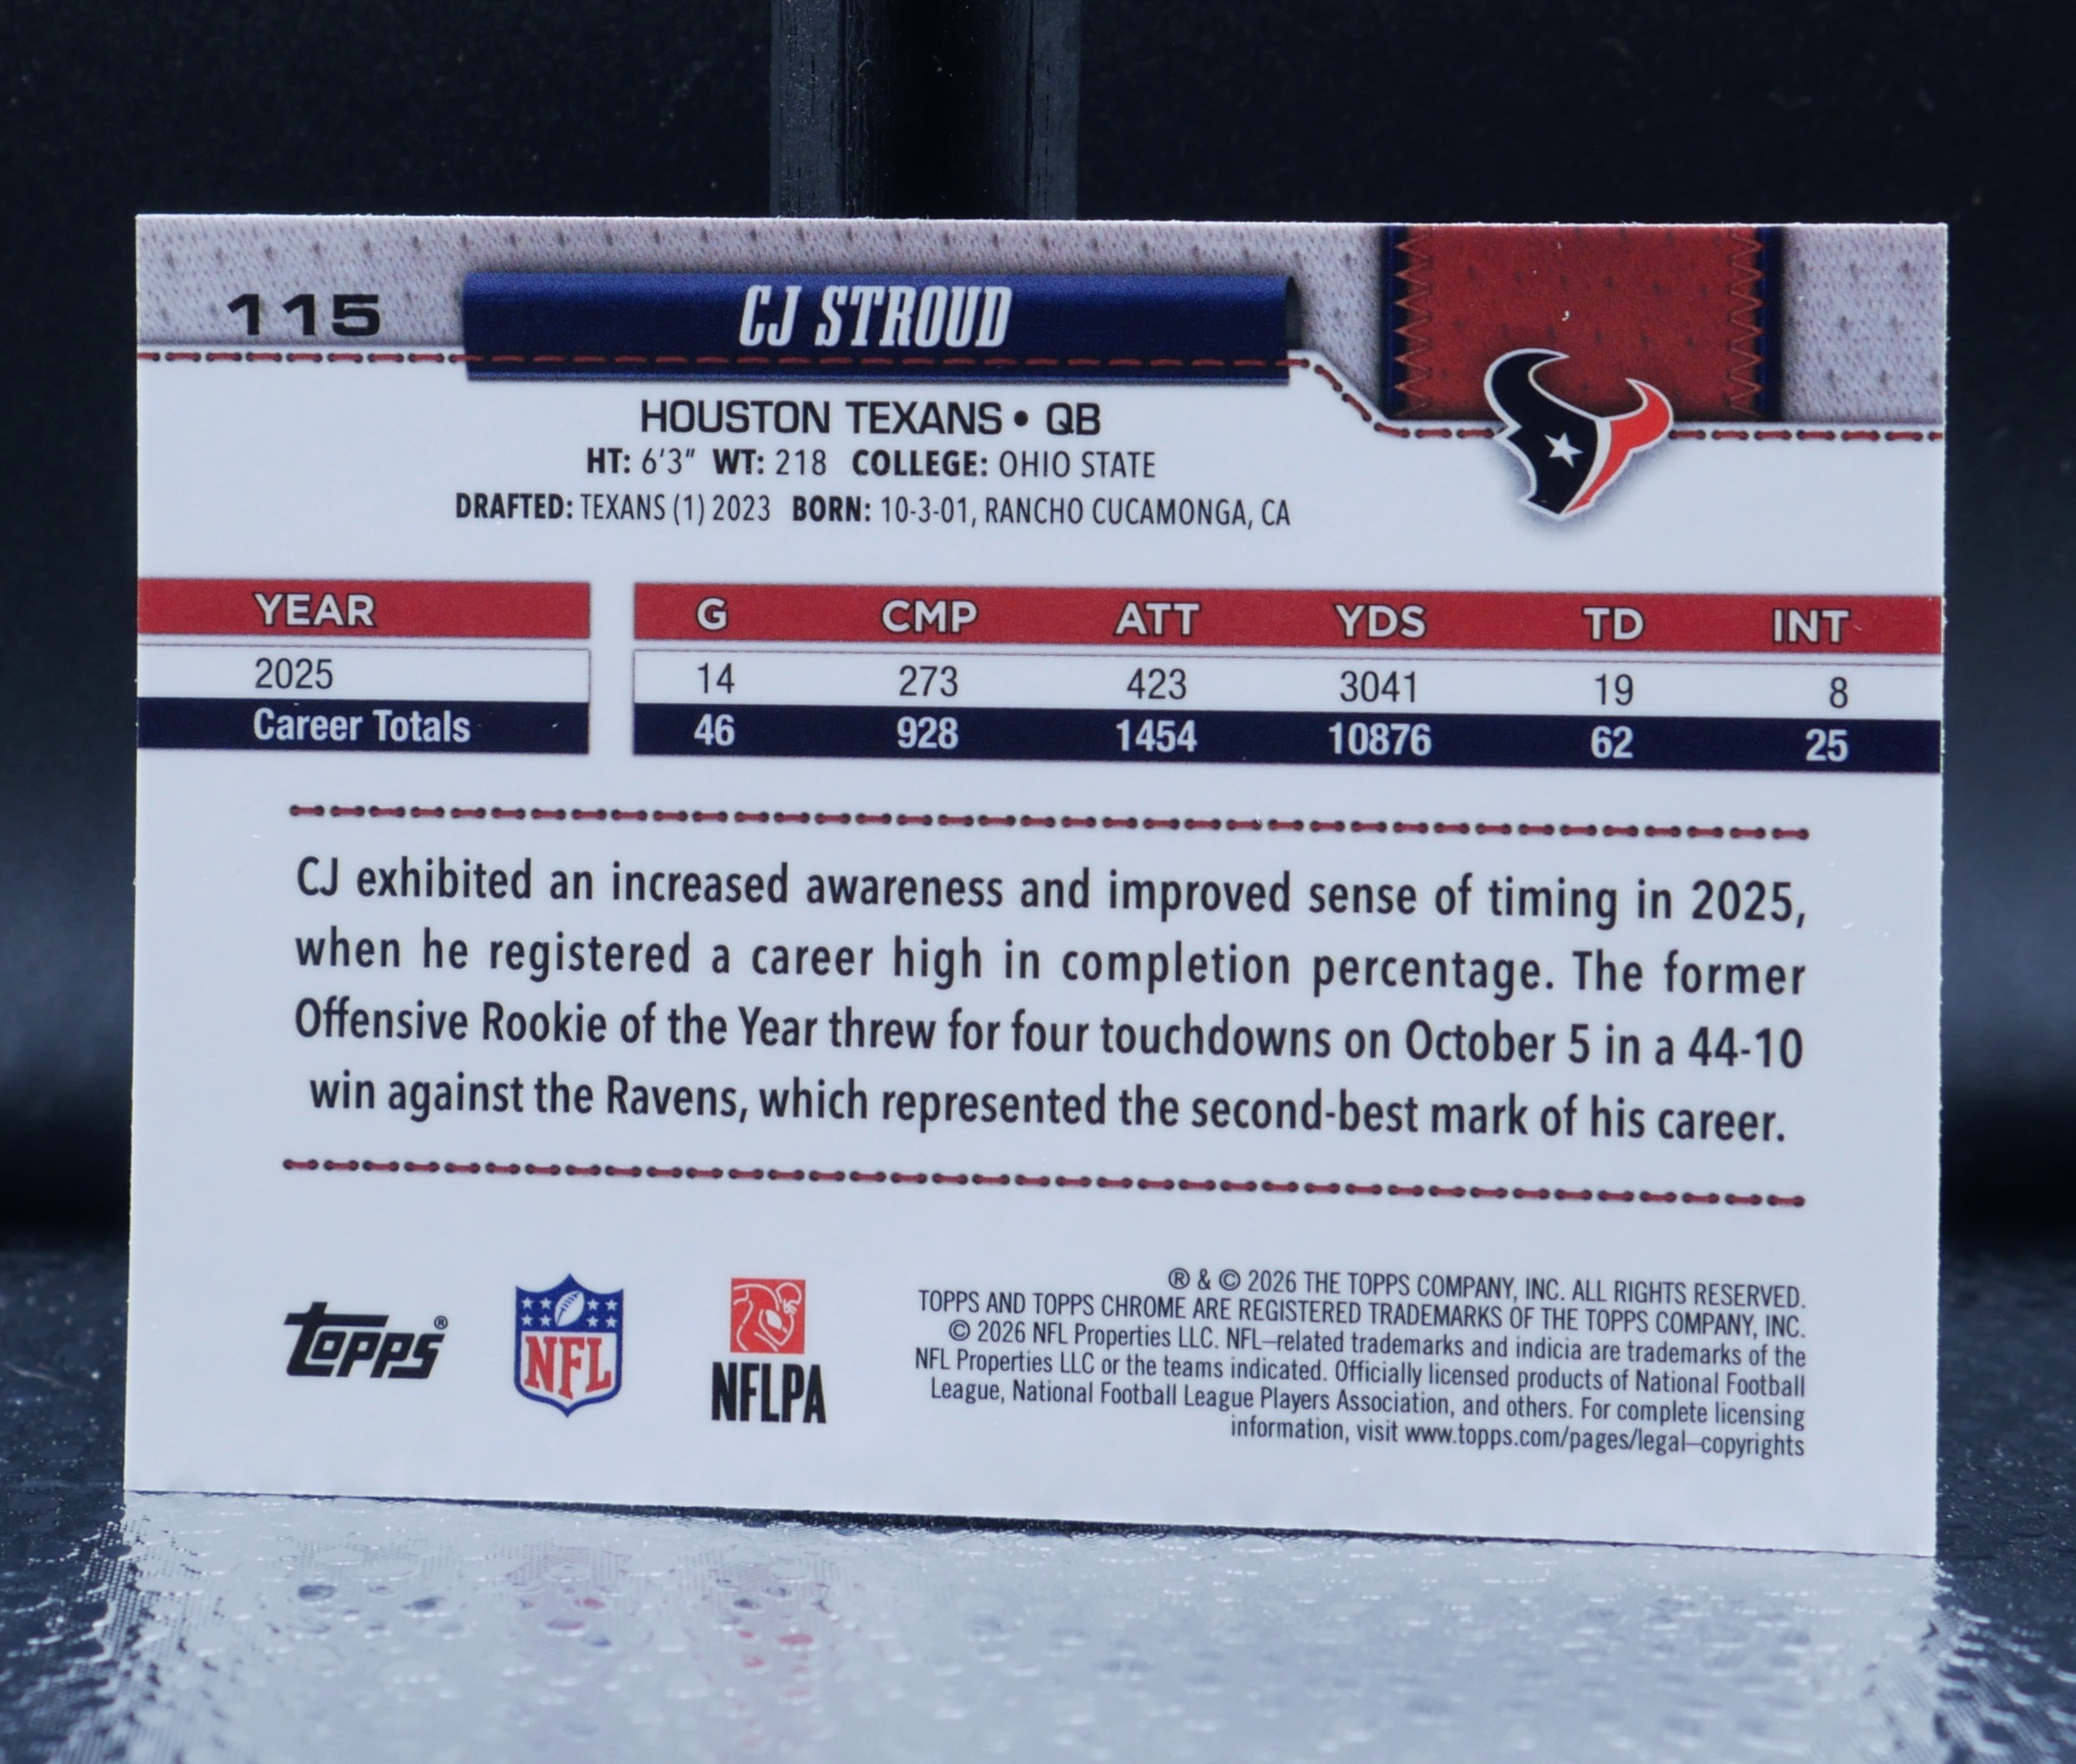 115
CJ STROUD
HOUSTON TEXANS • QB
HT: 6'3" WT: 218 COLLEGE: OHIO STATE
DRAFTED: TEXANS (1) 2023 BORN: 10-3-01, RANCHO CUCAMONGA, CA
YEAR G CMP ATT YDS TD INT
2025 14 273 423 3041 19 8
Career Totals 46 928 1454 10876 62 25
CJ exhibited an increased awareness and improved sense of timing in 2025,
when he registered a career high in completion percentage. The former
Offensive Rookie of the Year threw for four touchdowns on October 5 in a 44-10
win against the Ravens, which represented the second-best mark of his career.
topps®
NFL
NFLPA
® & © 2026 THE TOPPS COMPANY, INC. ALL RIGHTS RESERVED.
TOPPS AND TOPPS CHROME ARE REGISTERED TRADEMARKS OF THE TOPPS COMPANY, INC.
© 2026 NFL Properties LLC. NFL–related trademarks and indicia are trademarks of the
NFL Properties LLC or the teams indicated. Officially licensed products of National Football
League, National Football League Players Association, and others. For complete licensing
information, visit www.topps.com/pages/legal–copyrights